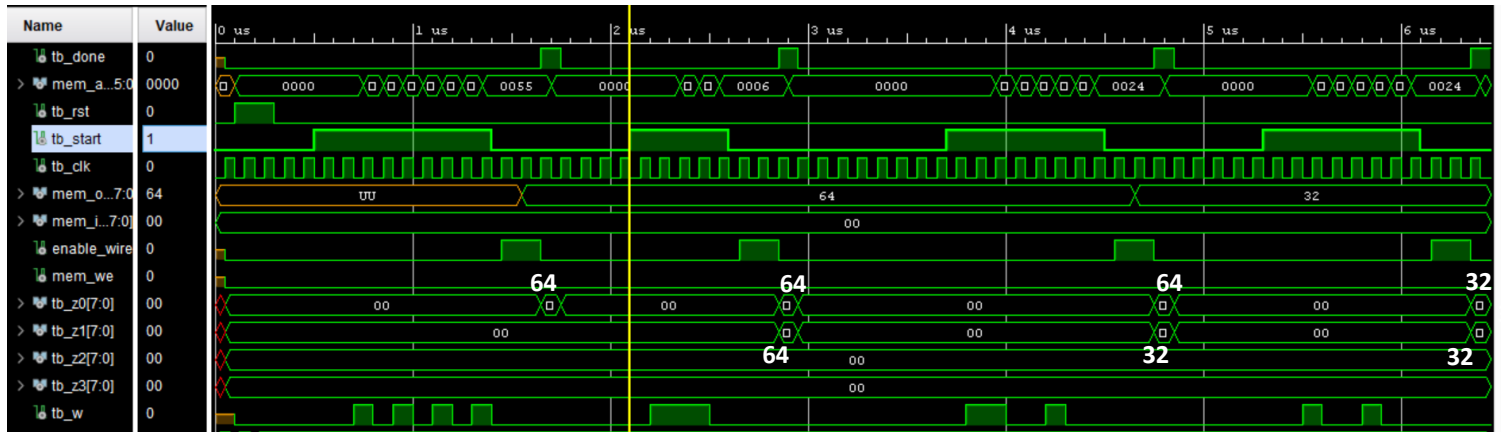 Name Value 0 us 1 us 2 us 3 us 4 us 5 us 6 us
tb_done 0
mem_a...5:0 0000 0000 0055 0000 0006 0000 0024 0000 0024
tb_rst 0
tb_start 1
tb_clk 0
mem_o...7:0 64 UU 64 32
mem_i...7:0] 00 00
enable_wire 0
mem_we 0
64 64 64 32
tb_z0[7:0] 00 00 00 00 00
tb_z1[7:0] 00 00 00 00
64 32 32
tb_z2[7:0] 00 00
tb_z3[7:0] 00 00
tb_w 0